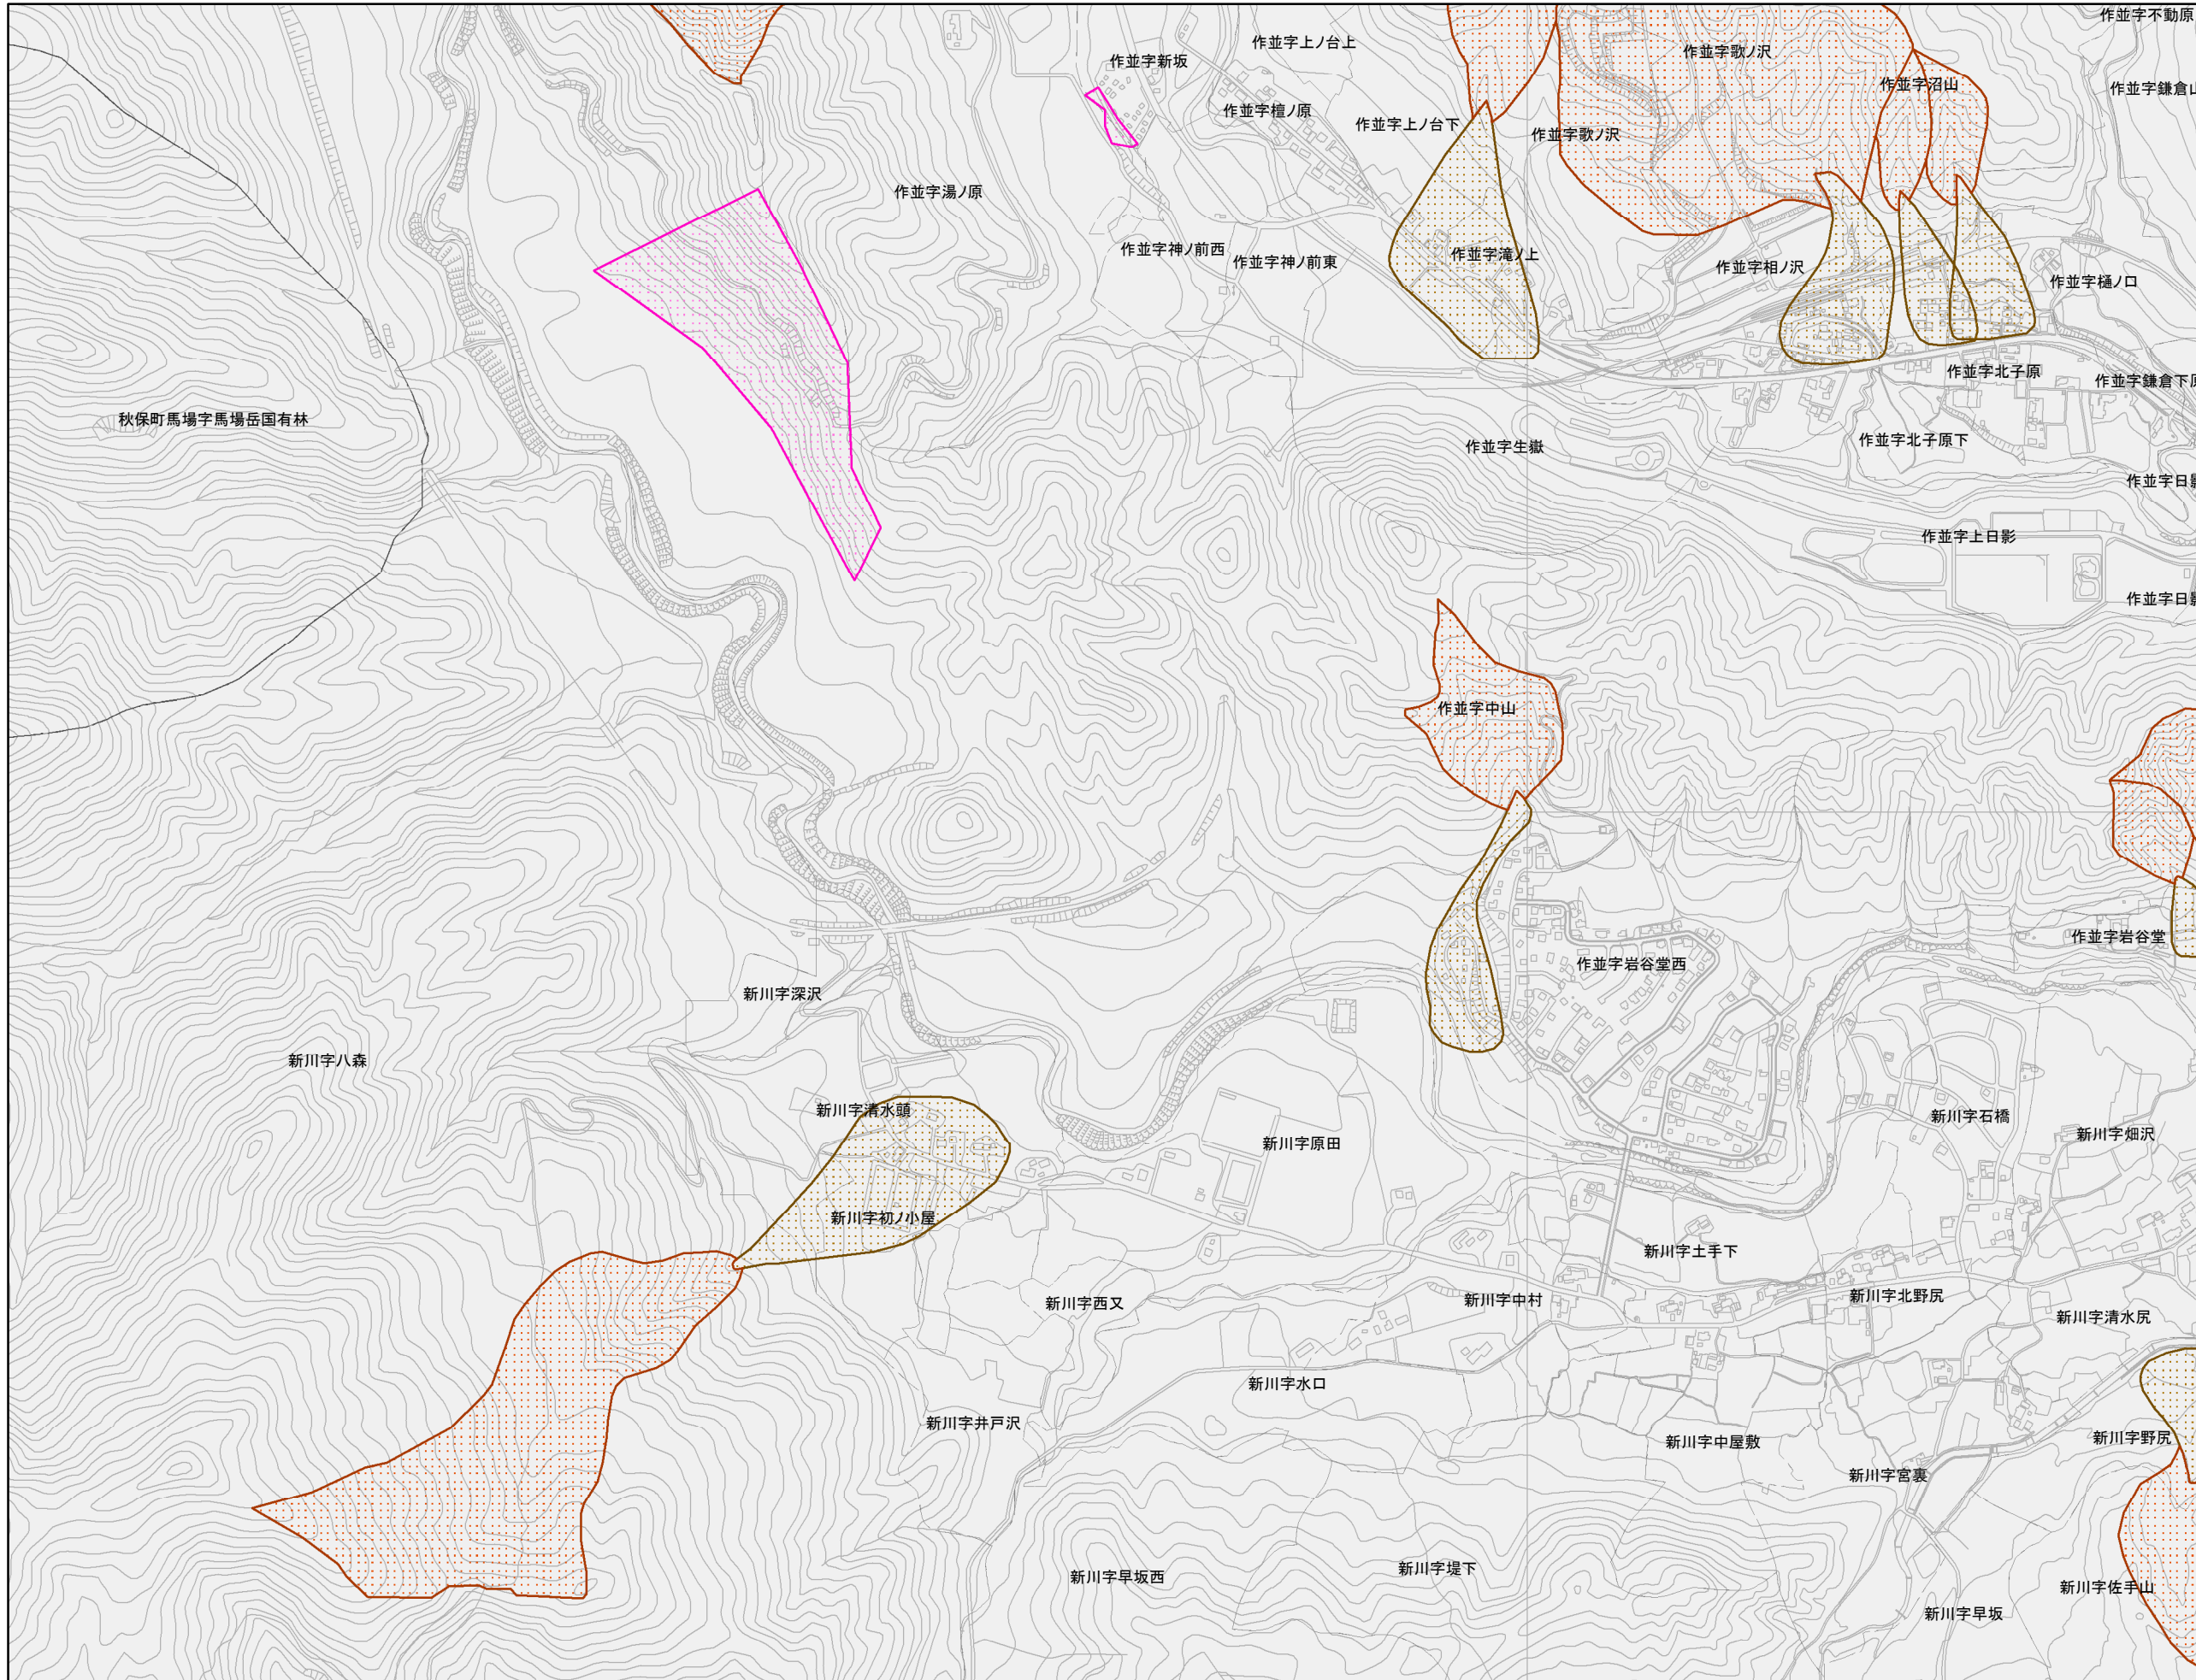 作並字不動原
作並字上ノ台上
作並字歌ノ沢
作並字新坂
作並字沼山
作並字鎌倉山
作並字檀ノ原
作並字上ノ台下
作並字歌ノ沢
作並字湯ノ原
作並字神ノ前西
作並字神ノ前東
作並字滝ノ上
作並字相ノ沢
作並字樋ノ口
作並字北子原
作並字鎌倉下原
秋保町馬場字馬場岳国有林
作並字生嶽
作並字北子原下
作並字日影
作並字上日影
作並字日影
作並字中山
作並字岩谷堂
作並字岩谷堂西
新川字深沢
新川字八森
新川字清水頭
新川字石橋
新川字畑沢
新川字原田
新川字初ノ小屋
新川字土手下
新川字北野尻
新川字中村
新川字西又
新川字清水尻
新川字水口
新川字井戸沢
新川字野尻
新川字中屋敷
新川字宮裏
新川字堤下
新川字早坂西
新川字佐手山
新川字早坂